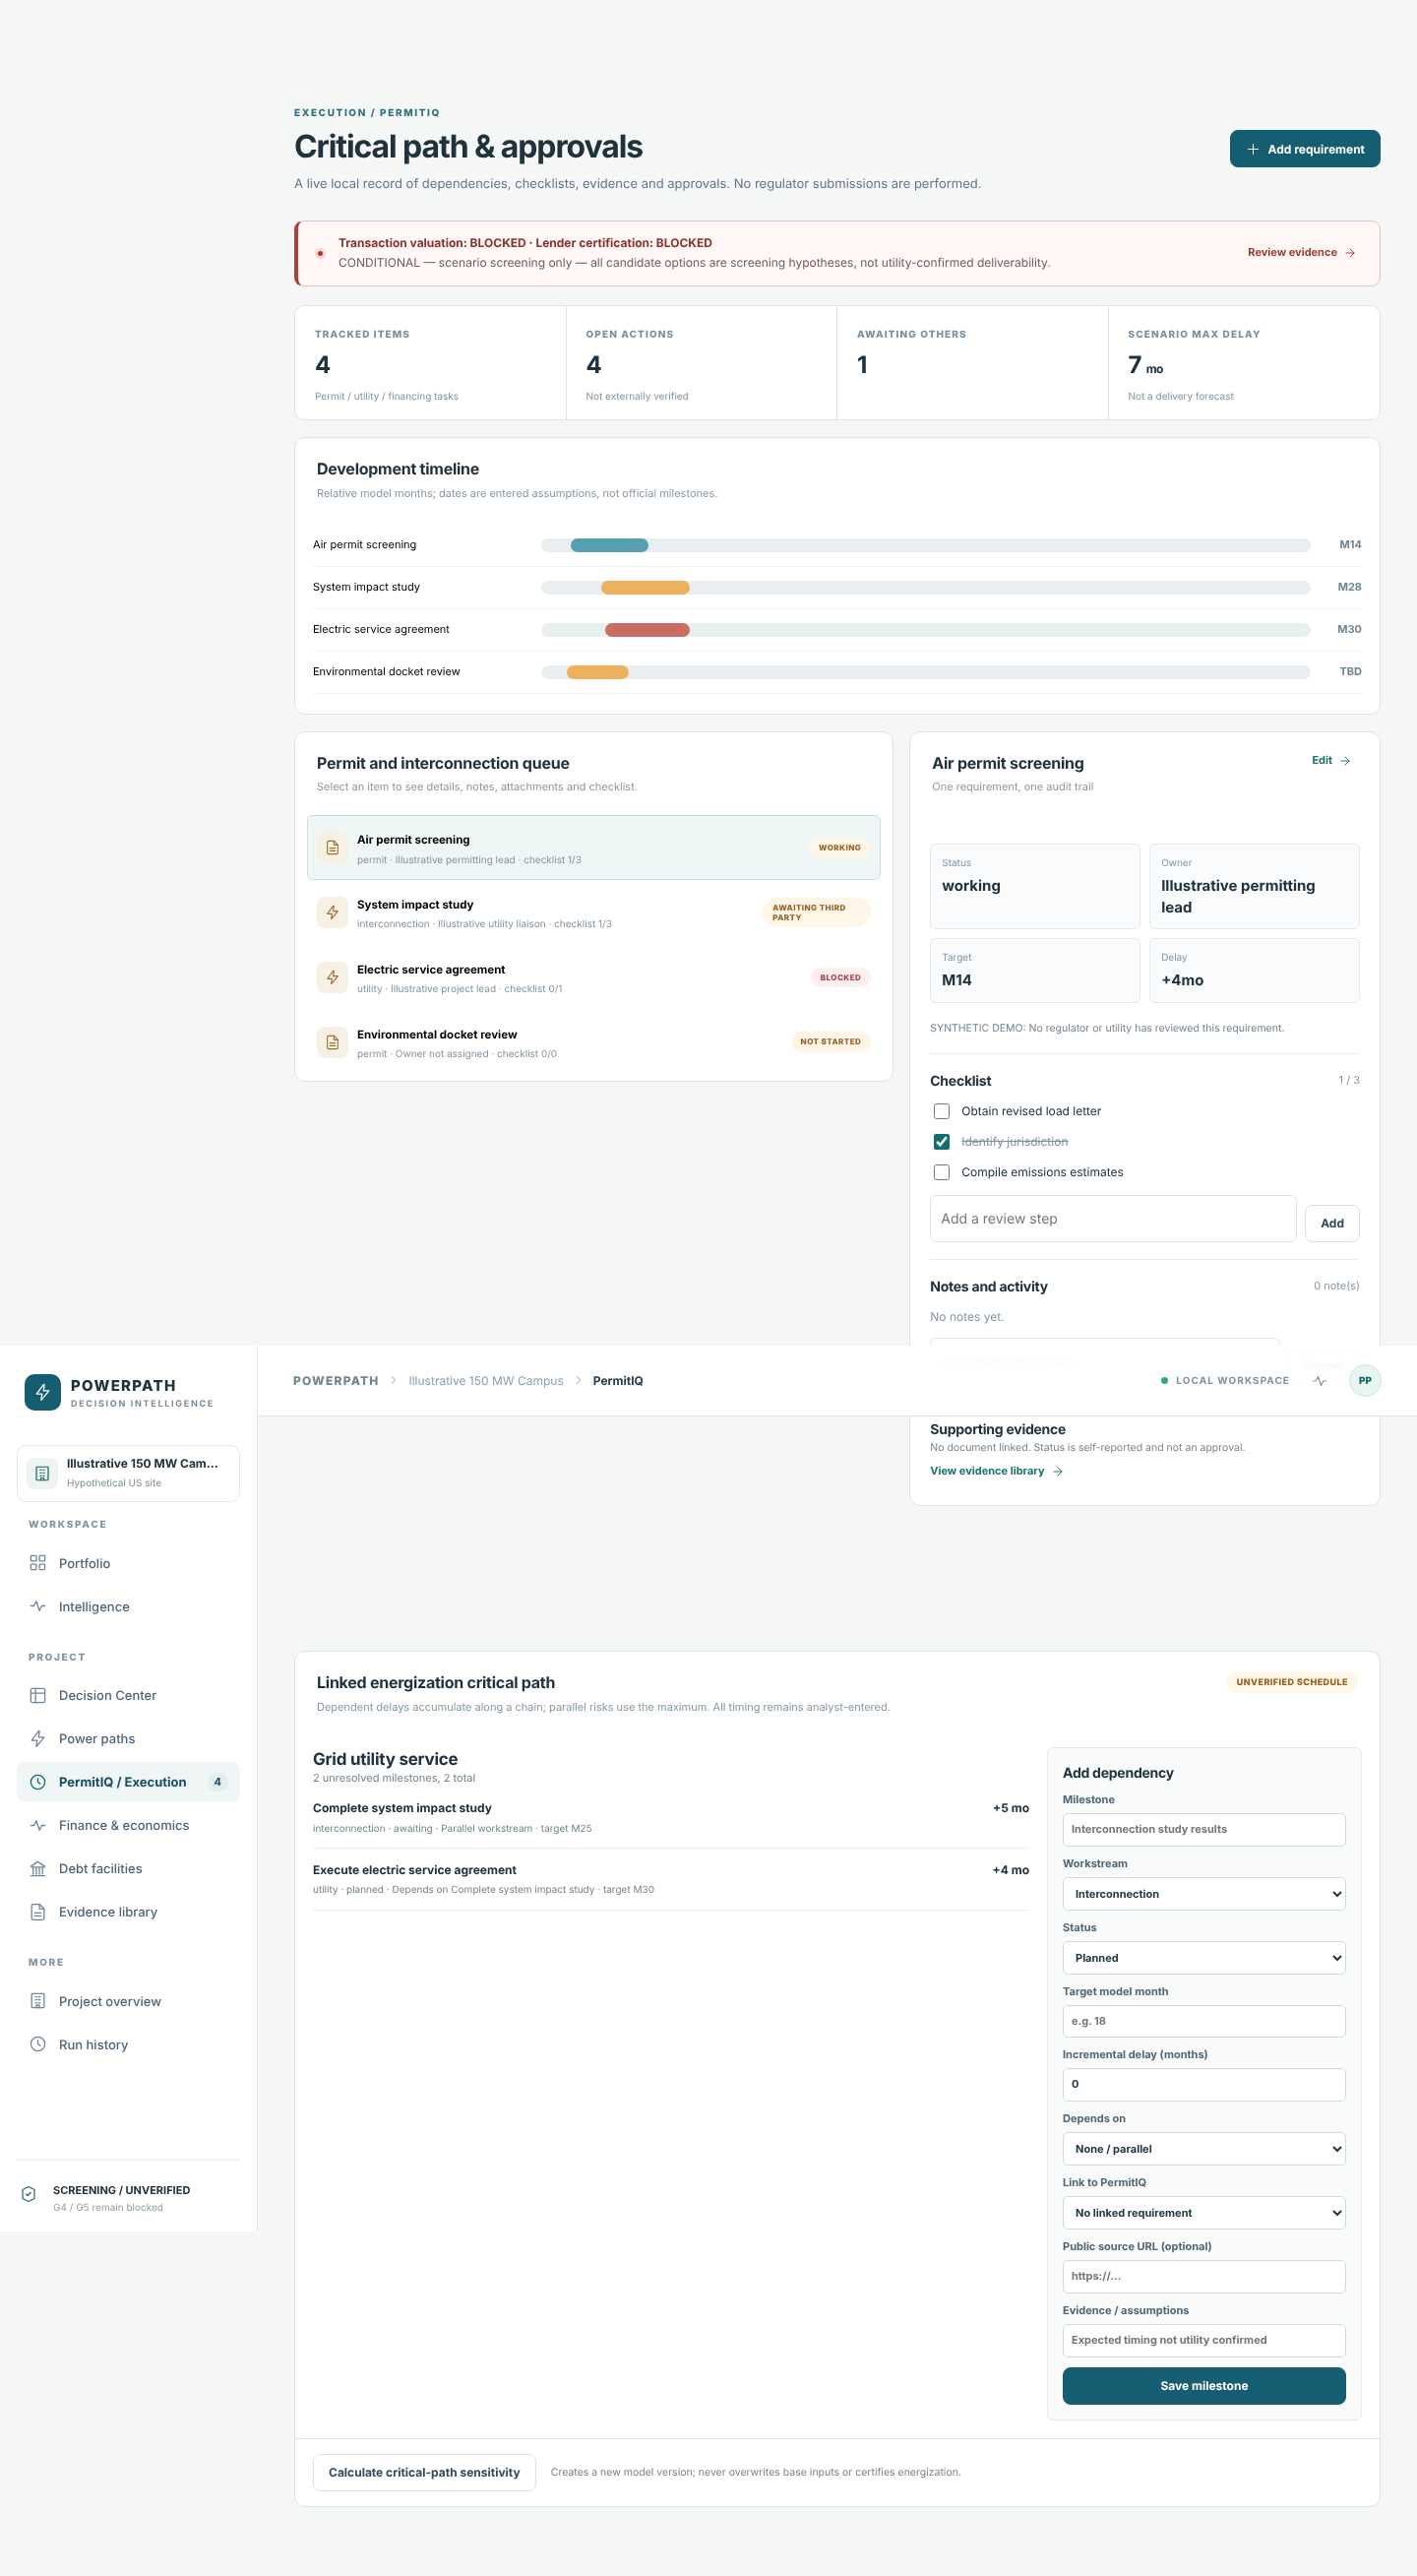 EXECUTION / PERMITIQ
Critical path & approvals
Add requirement
A live local record of dependencies, checklists, evidence and approvals. No regulator submissions are performed.
Transaction valuation: BLOCKED · Lender certification: BLOCKED
CONDITIONAL — scenario screening only — all candidate options are screening hypotheses, not utility-confirmed deliverability.
Review evidence
TRACKED ITEMS
4
Permit / utility / financing tasks
OPEN ACTIONS
4
Not externally verified
AWAITING OTHERS
1
SCENARIO MAX DELAY
7 mo
Not a delivery forecast
Development timeline
Relative model months; dates are entered assumptions, not official milestones.
Air permit screening
M14
System impact study
M28
Electric service agreement
M30
Environmental docket review
TBD
Permit and interconnection queue
Select an item to see details, notes, attachments and checklist.
Air permit screening
permit · Illustrative permitting lead · checklist 1/3
WORKING
System impact study
interconnection · Illustrative utility liaison · checklist 1/3
AWAITING THIRD
PARTY
Electric service agreement
utility · Illustrative project lead · checklist 0/1
BLOCKED
Environmental docket review
permit · Owner not assigned · checklist 0/0
NOT STARTED
Air permit screening
Edit
One requirement, one audit trail
Status
working
Owner
Illustrative permitting
lead
Target
M14
Delay
+4mo
SYNTHETIC DEMO: No regulator or utility has reviewed this requirement.
Checklist
1 / 3
Obtain revised load letter
Identify jurisdiction
Compile emissions estimates
Add a review step
Add
Notes and activity
0 note(s)
No notes yet.
Record
POWERPATH
DECISION INTELLIGENCE
POWERPATH
Illustrative 150 MW Campus
PermitIQ
LOCAL WORKSPACE
PP
Supporting evidence
No document linked. Status is self-reported and not an approval.
View evidence library
Illustrative 150 MW Cam...
Hypothetical US site
WORKSPACE
Portfolio
Intelligence
PROJECT
Decision Center
Power paths
PermitIQ / Execution
4
Finance & economics
Debt facilities
Evidence library
MORE
Project overview
Run history
SCREENING / UNVERIFIED
G4 / G5 remain blocked
Linked energization critical path
UNVERIFIED SCHEDULE
Dependent delays accumulate along a chain; parallel risks use the maximum. All timing remains analyst-entered.
Grid utility service
2 unresolved milestones, 2 total
Complete system impact study
+5 mo
interconnection · awaiting · Parallel workstream · target M25
Execute electric service agreement
+4 mo
utility · planned · Depends on Complete system impact study · target M30
Add dependency
Milestone
Interconnection study results
Workstream
Interconnection
Status
Planned
Target model month
e.g. 18
Incremental delay (months)
0
Depends on
None / parallel
Link to PermitIQ
No linked requirement
Public source URL (optional)
https://...
Evidence / assumptions
Expected timing not utility confirmed
Save milestone
Calculate critical-path sensitivity
Creates a new model version; never overwrites base inputs or certifies energization.